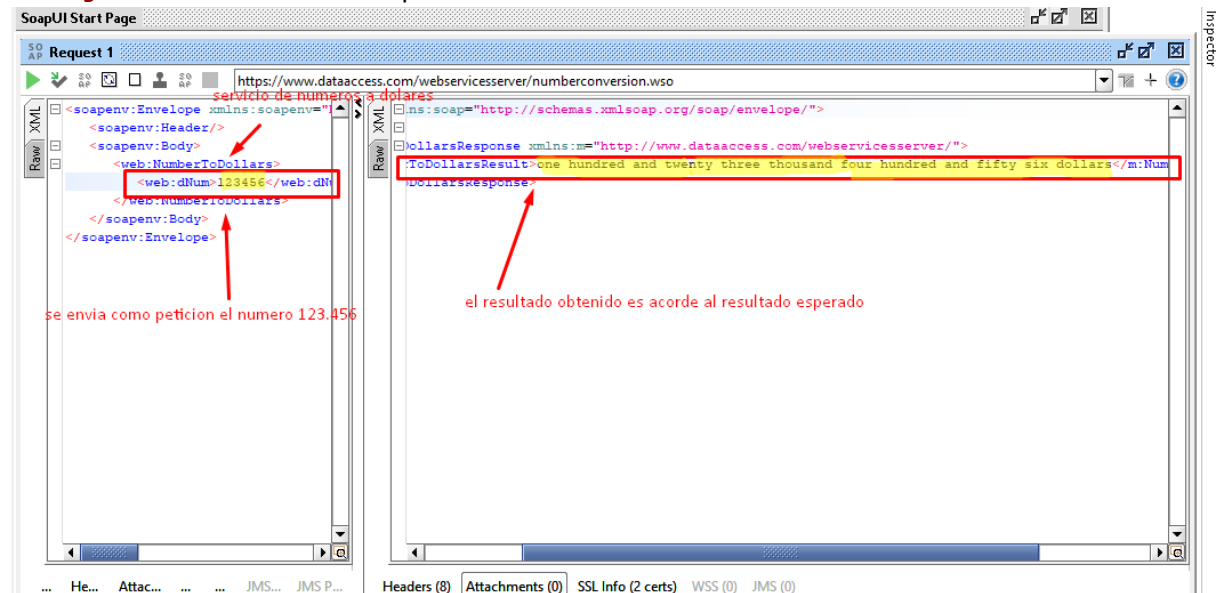 SoapUI Start Page
Inspector
SO AP Request 1
https://www.dataaccess.com/webservicesserver/numberconversion.wso
servicio de numeros a dolares
XML
Raw
<soapenv:Envelope xmlns:soapenv="
<soapenv:Header/>
<soapenv:Body>
<web:NumberToDollars>
<web:dNum>123456</web:dNu
</web:NumberToDollars>
</soapenv:Body>
</soapenv:Envelope>
se envia como peticion el numero 123.456
XML
Raw
ns:soap="http://schemas.xmlsoap.org/soap/envelope/">
DollarsResponse xmlns:m="http://www.dataaccess.com/webservicesserver/">
ToDollarsResult>one hundred and twenty three thousand four hundred and fifty six dollars</m:Num
DollarsResponse>
el resultado obtenido es acorde al resultado esperado
... He... Attac... ... ... JMS... JMS P...
Headers (8) Attachments (0) SSL Info (2 certs) WSS (0) JMS (0)